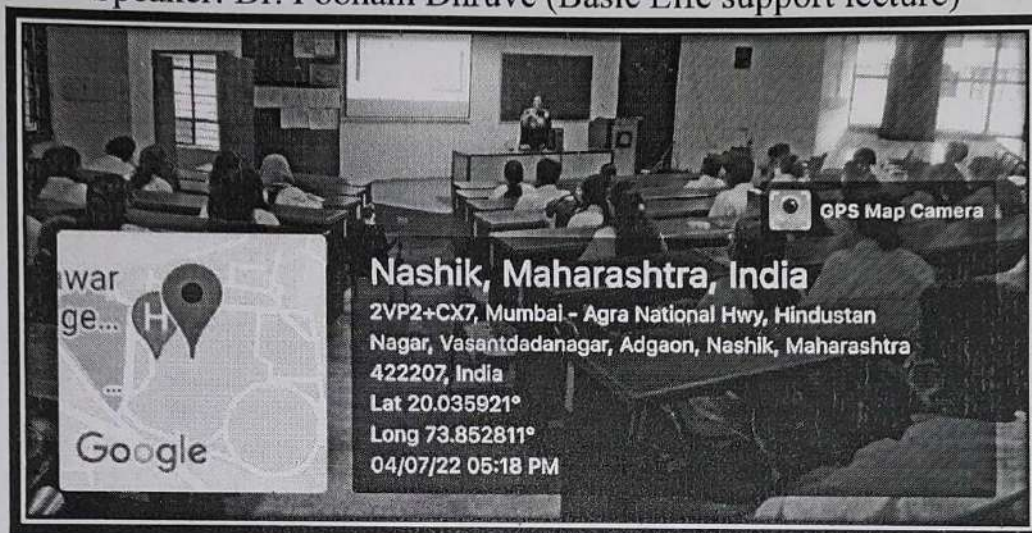 Speaker: Dr. Poonam Dhruve (Basic Life support lecture)
GPS Map Camera
war
ge...
H
Google
Nashik, Maharashtra, India
2VP2+CX7, Mumbai - Agra National Hwy, Hindustan
Nagar, Vasantdadanagar, Adgaon, Nashik, Maharashtra
422207, India
Lat 20.035921°
Long 73.852811°
04/07/22 05:18 PM